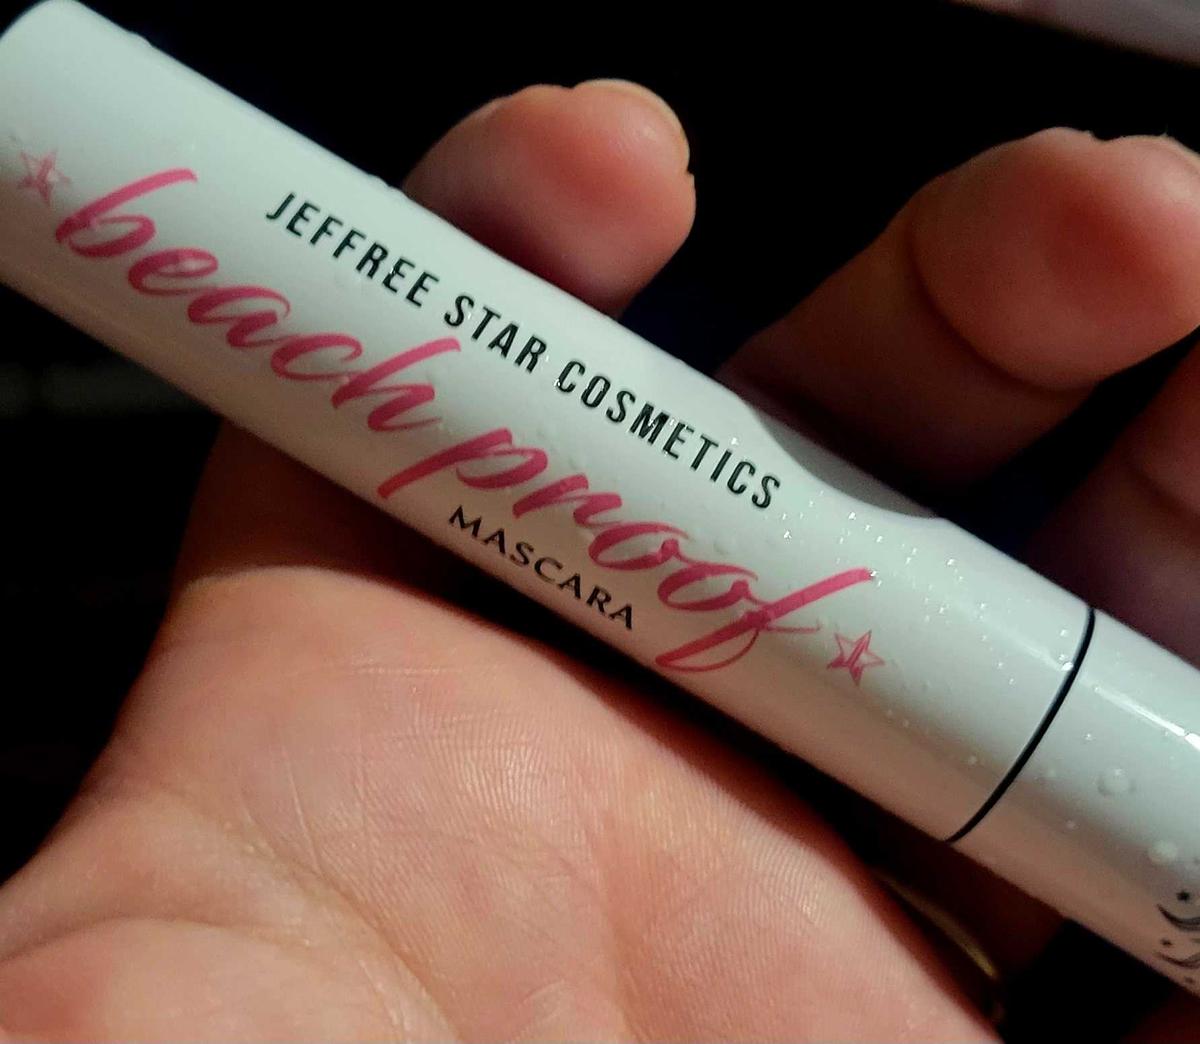 JEFFREE STAR COSMETICS
beach proof
MASCARA